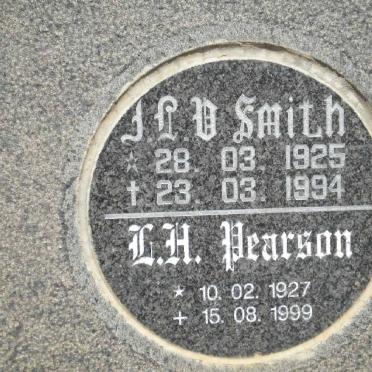 J L V Smith
☆ 28. 03. 1925
† 23. 03. 1994
L.H. Pearson
★ 10. 02. 1927
+ 15. 08. 1999